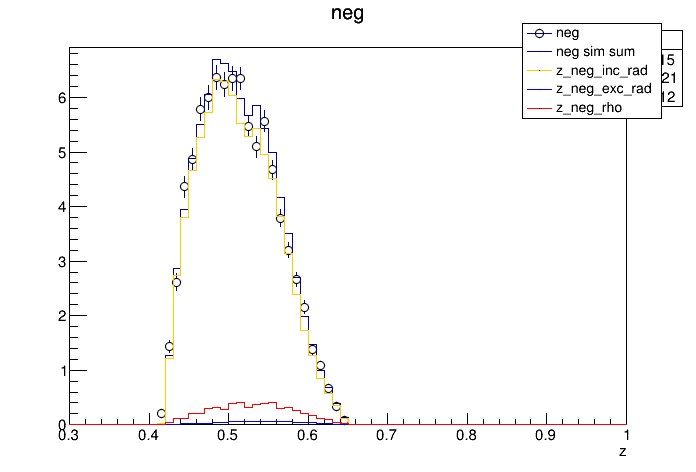 neg
neg
neg sim sum
z_neg_inc_rad
z_neg_exc_rad
z_neg_rho
15
21
12
6
5
4
3
2
1
0
0.3 0.4 0.5 0.6 0.7 0.8 0.9 1
z